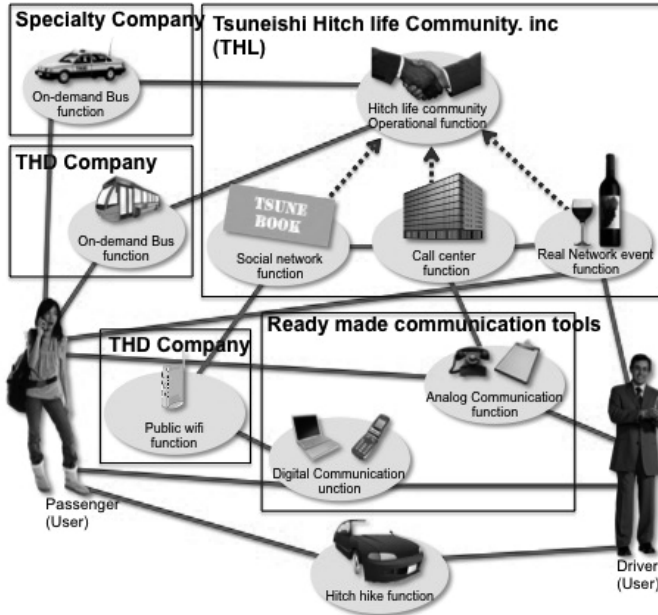 Specialty Company
On-demand Bus
function
Tsuneishi Hitch life Community. inc
(THL)
Hitch life community
Operational function
THD Company
On-demand Bus
function
TSUNE
BOOK
Social network
function
Call center
function
Real Network event
function
THD Company
Public wifi
function
Ready made communication tools
Analog Communication
function
Digital Communication
unction
Passenger
(User)
Hitch hike function
Driver
(User)